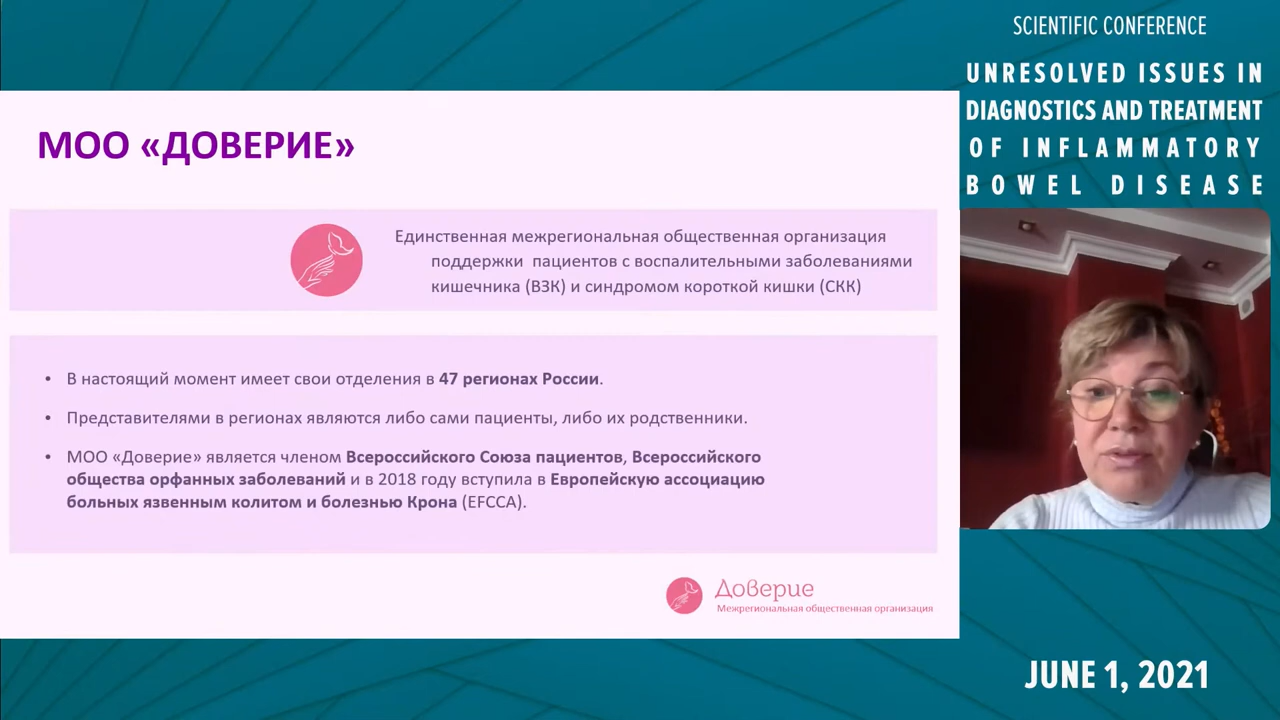 SCIENTIFIC CONFERENCE
UNRESOLVED ISSUES IN
DIAGNOSTICS AND TREATMENT
OF INFLAMMATORY
BOWEL DISEASE
МОО «ДОВЕРИЕ»
Единственная межрегиональная общественная организация
поддержки пациентов с воспалительными заболеваниями
кишечника (ВЗК) и синдромом короткой кишки (СКК)
• В настоящий момент имеет свои отделения в 47 регионах России.
• Представителями в регионах являются либо сами пациенты, либо их родственники.
• МОО «Доверие» является членом Всероссийского Союза пациентов, Всероссийского
общества орфанных заболеваний и в 2018 году вступила в Европейскую ассоциацию
больных язвенным колитом и болезнью Крона (EFCCA).
Доверие
Межрегиональная общественная организация
JUNE 1, 2021